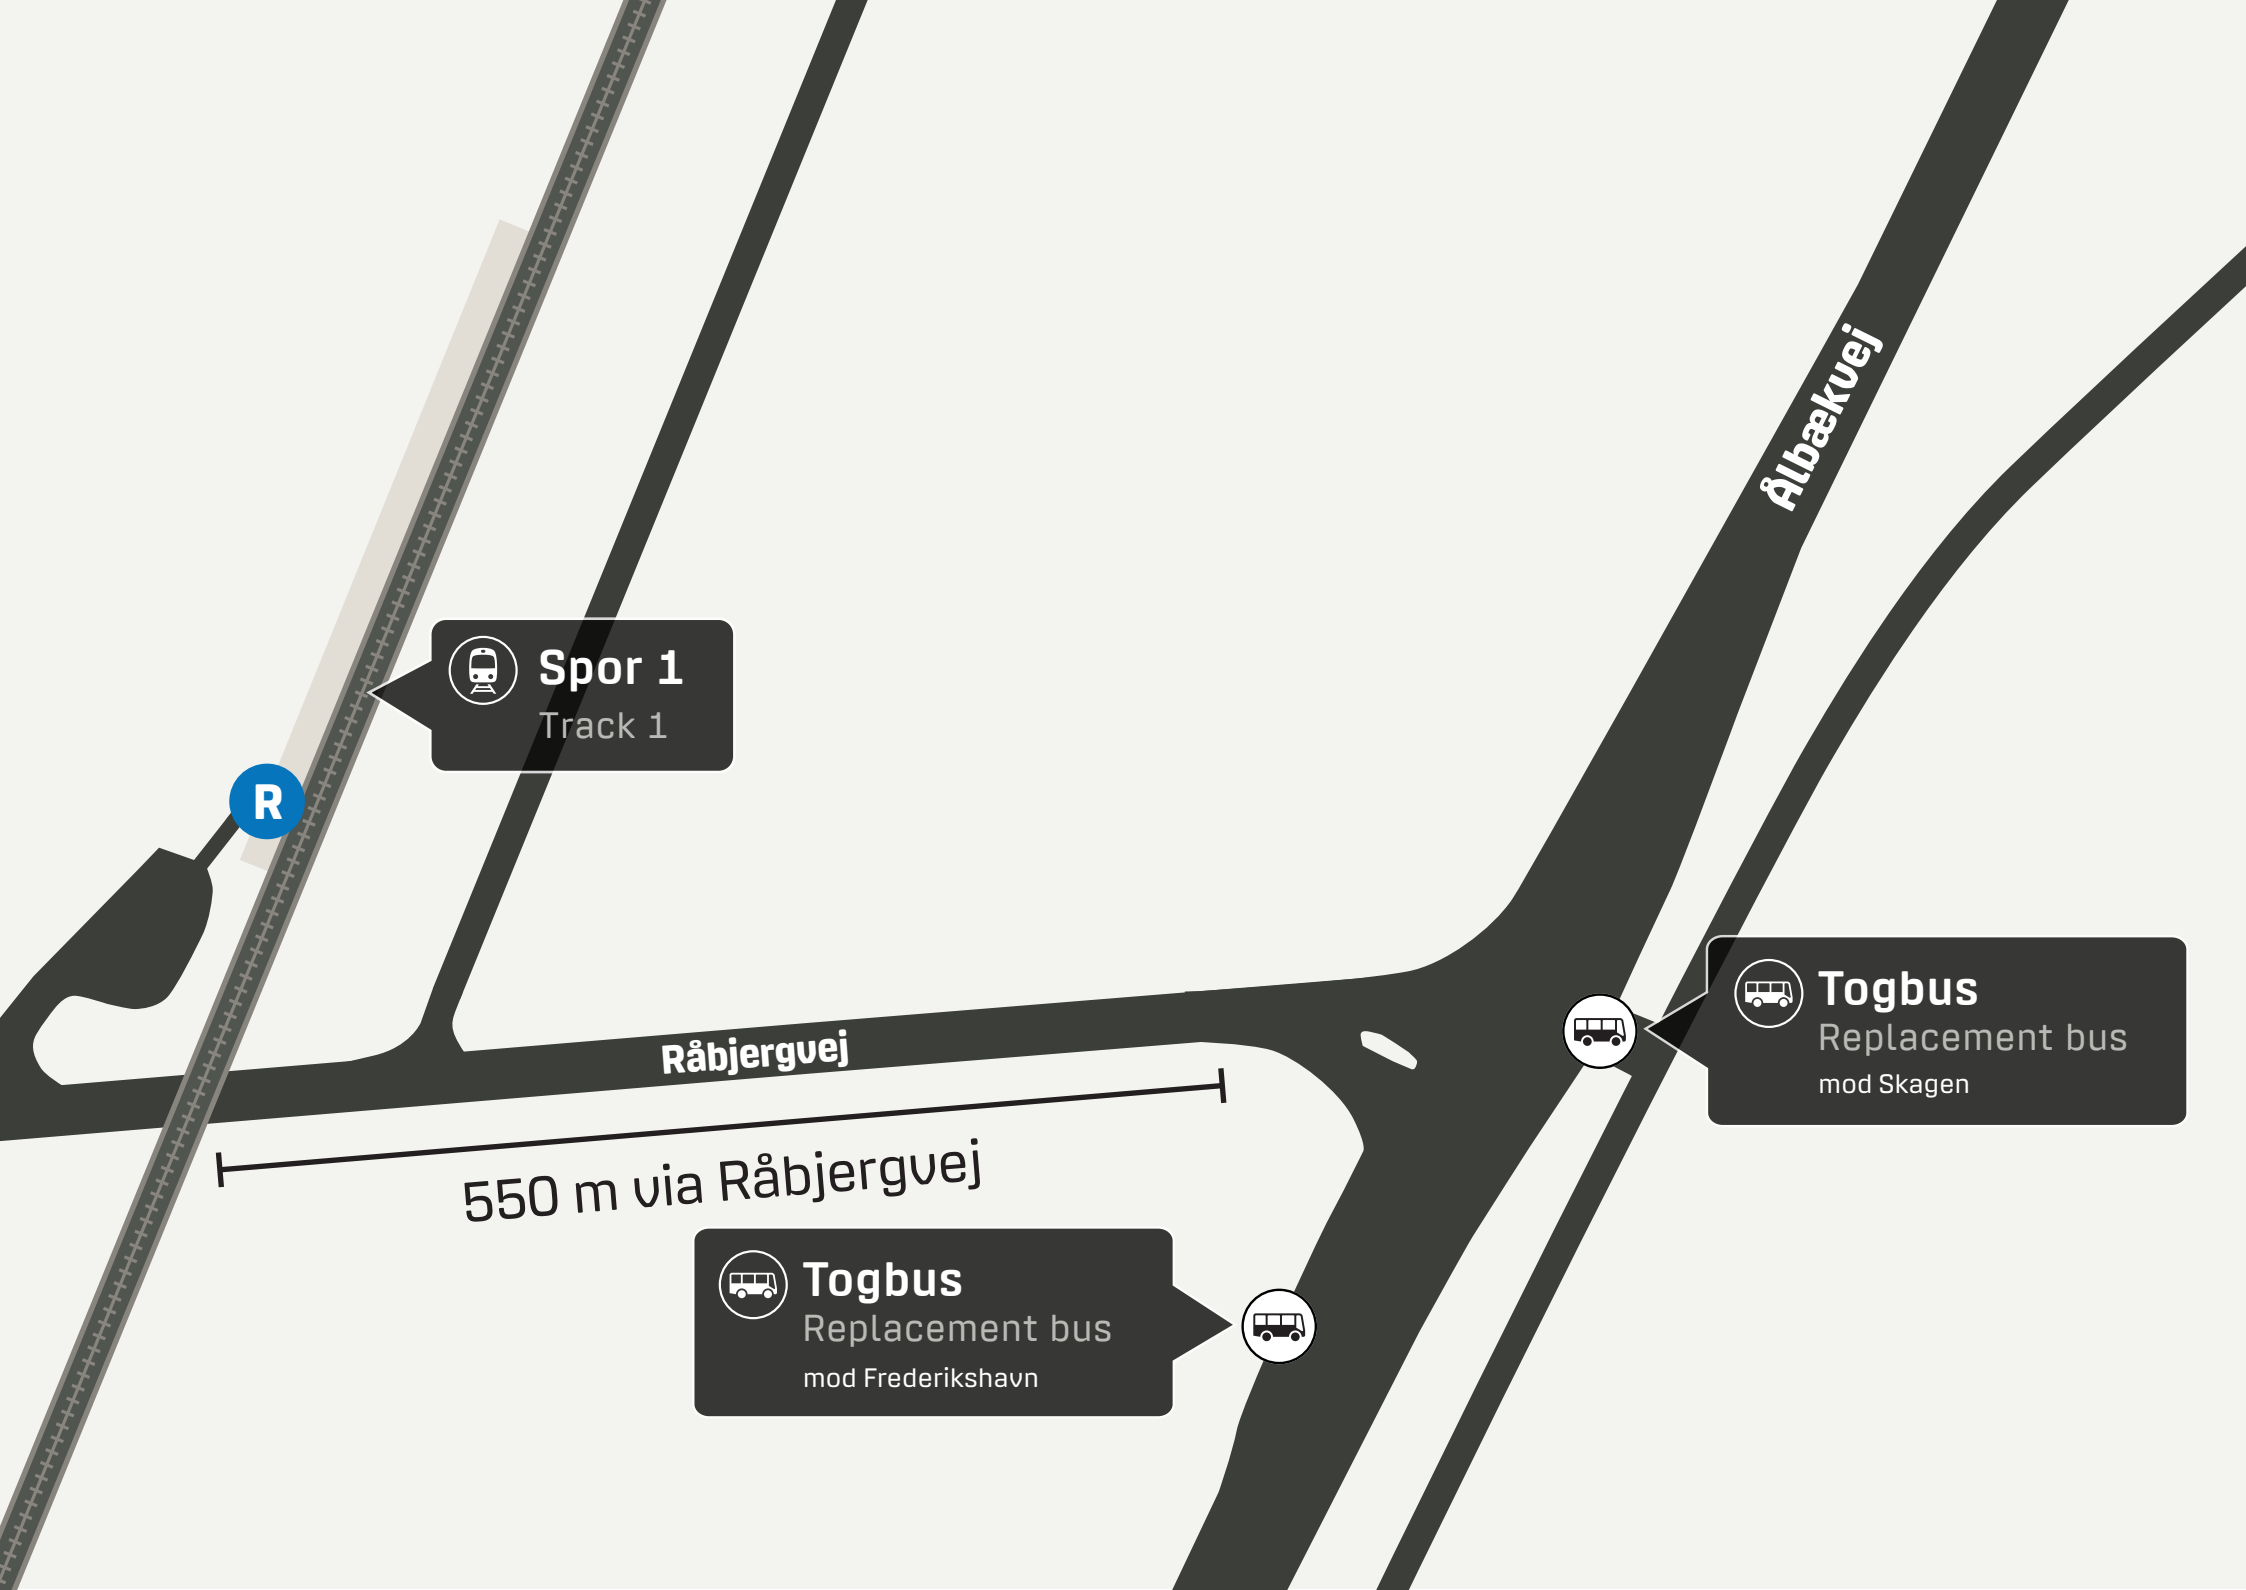 Ålbækvej
Spor 1
Track 1
R
Togbus
Replacement bus
mod Skagen
Råbjergvej
550 m via Råbjergvej
Togbus
Replacement bus
mod Frederikshavn